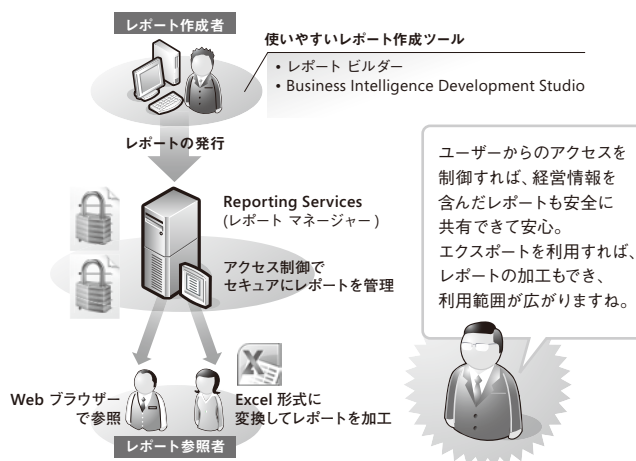 レポート作成者
使いやすいレポート作成ツール
• レポート ビルダー
• Business Intelligence Development Studio
レポートの発行
Reporting Services
(レポート マネージャー)
アクセス制御で
セキュアにレポートを管理
ユーザーからのアクセスを
制御すれば、経営情報を
含んだレポートも安全に
共有できて安心。
エクスポートを利用すれば、
レポートの加工もでき、
利用範囲が広がりますね。
Web ブラウザー
で参照
Excel 形式に
変換してレポートを加工
レポート参照者